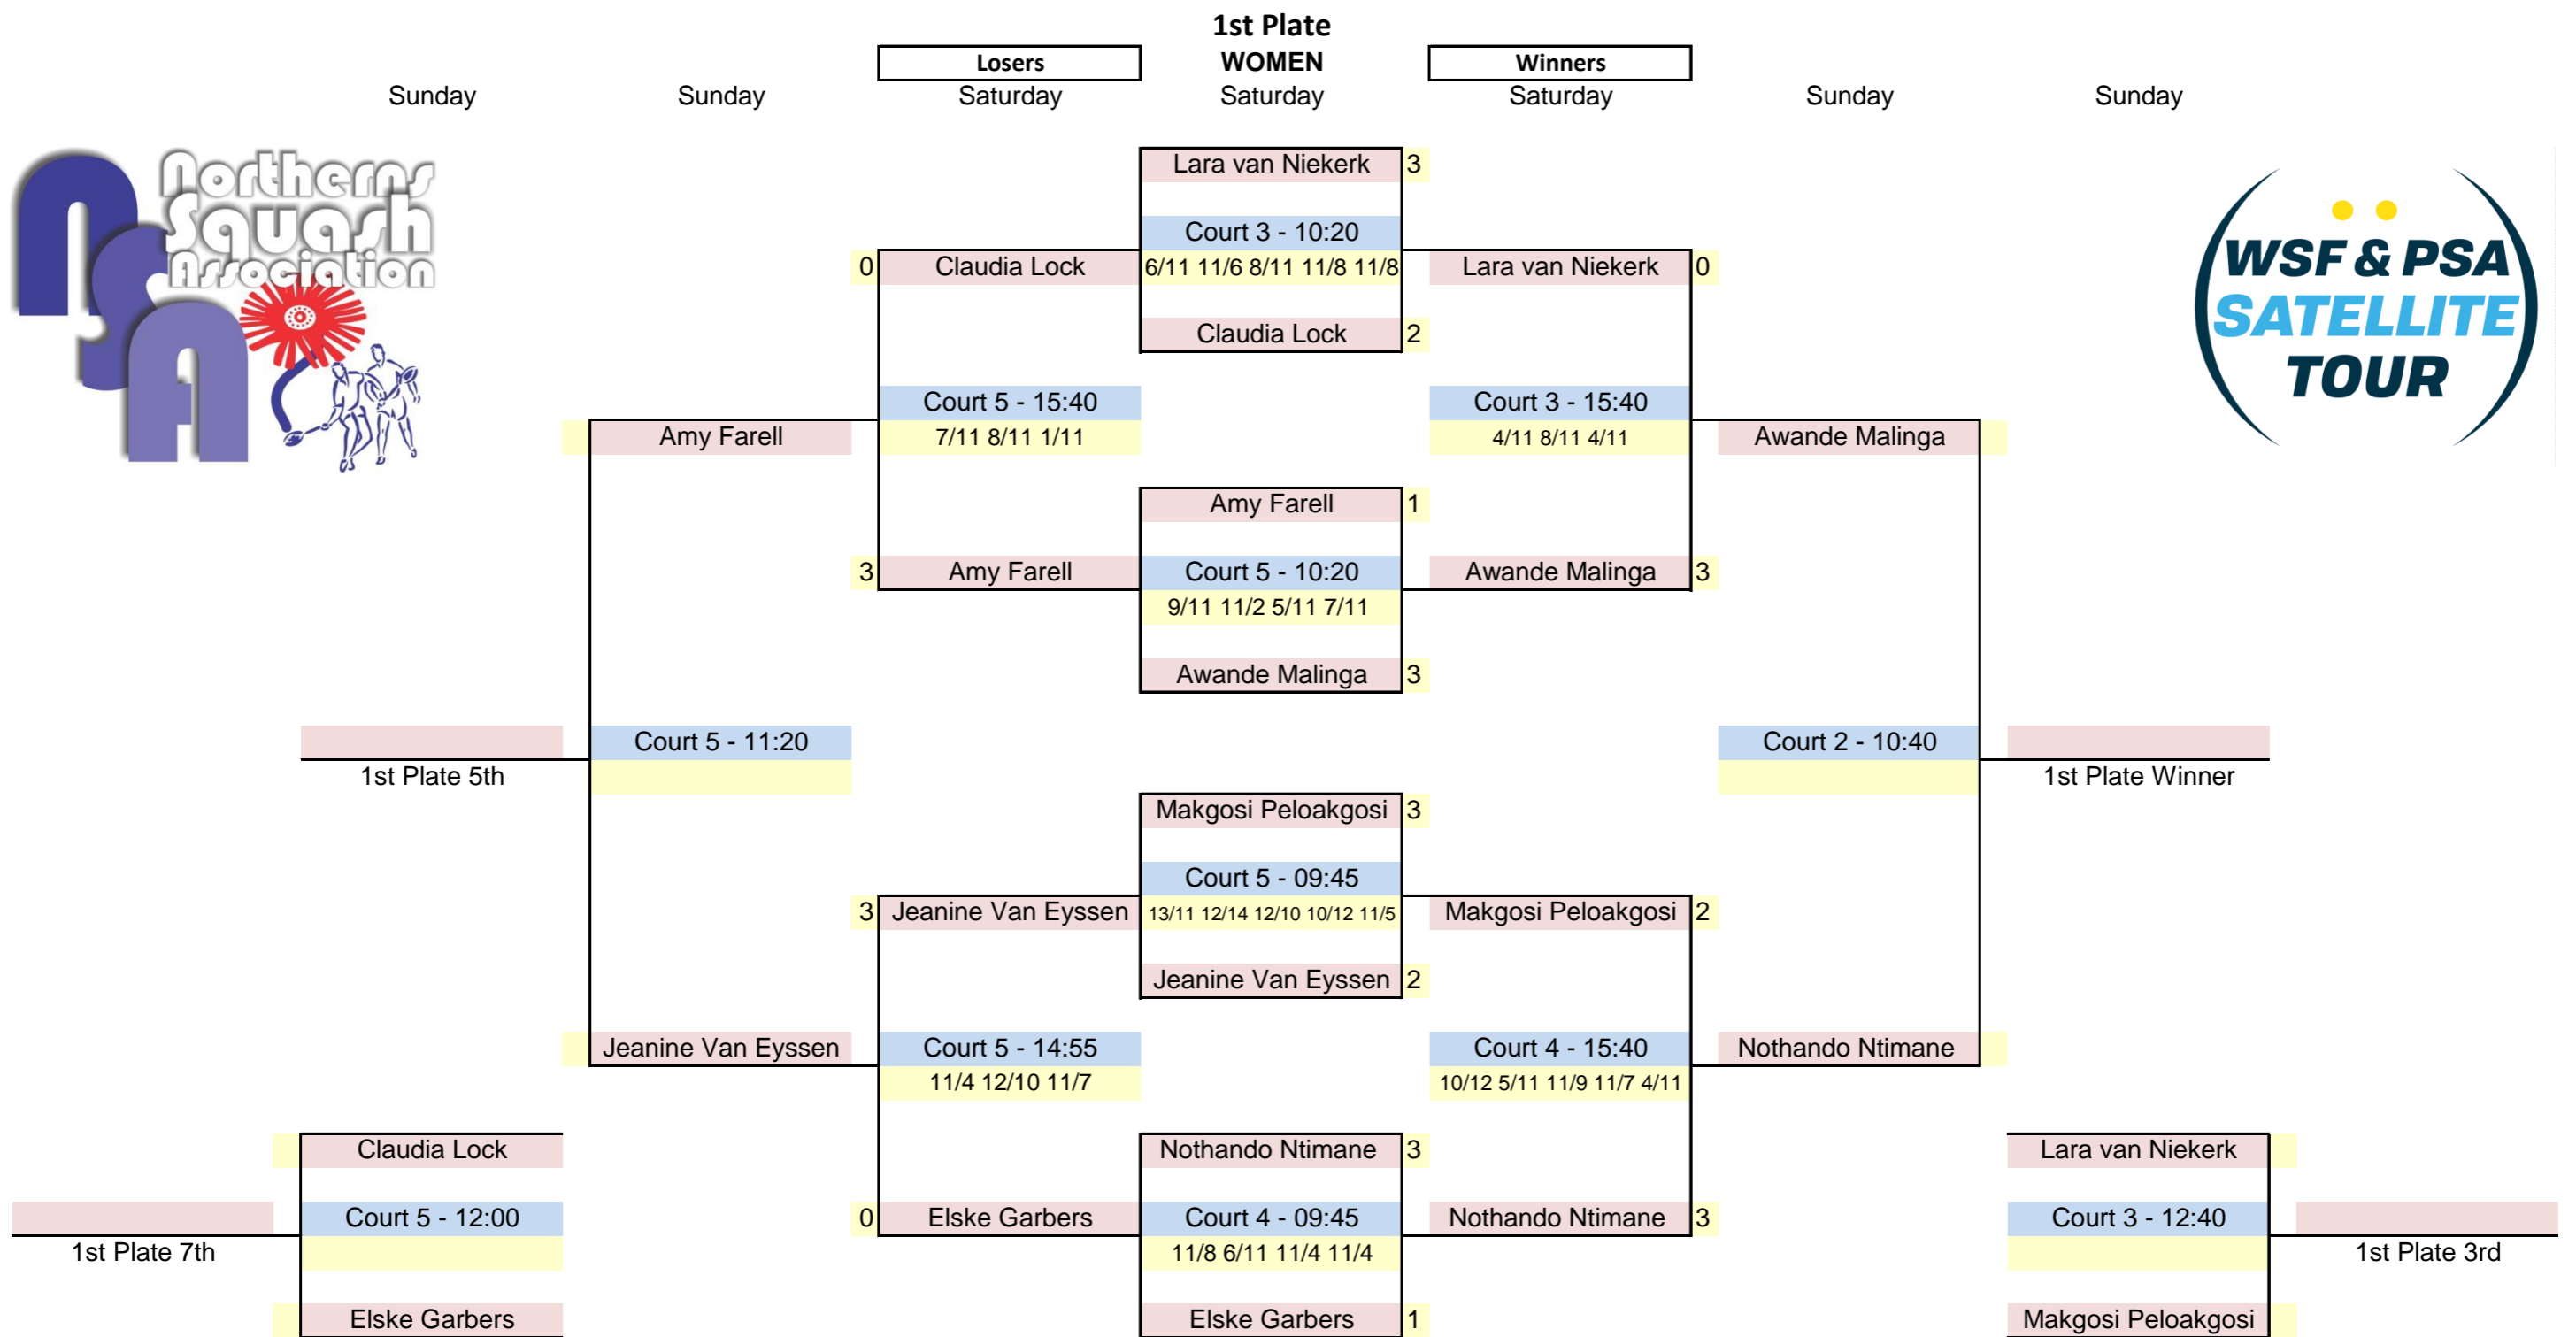 1st Plate
Losers WOMEN Winners
Sunday Sunday Saturday Saturday Saturday Sunday Sunday
Northerns
Squash
Association
NSA
WSF & PSA
SATELLITE
TOUR
Lara van Niekerk 3
Court 3 - 10:20
0 Claudia Lock 6/11 11/6 8/11 11/8 11/8 Lara van Niekerk 0
Claudia Lock 2
Court 5 - 15:40 Court 3 - 15:40
Amy Farell 7/11 8/11 1/11 4/11 8/11 4/11 Awande Malinga
Amy Farell 1
3 Amy Farell Court 5 - 10:20 Awande Malinga 3
9/11 11/2 5/11 7/11
Awande Malinga 3
Court 5 - 11:20 Court 2 - 10:40
1st Plate 5th 1st Plate Winner
Makgosi Peloakgosi 3
Court 5 - 09:45
3 Jeanine Van Eyssen 13/11 12/14 12/10 10/12 11/5 Makgosi Peloakgosi 2
Jeanine Van Eyssen 2
Jeanine Van Eyssen Court 5 - 14:55 Court 4 - 15:40 Nothando Ntimane
11/4 12/10 11/7 10/12 5/11 11/9 11/7 4/11
Claudia Lock Nothando Ntimane 3 Lara van Niekerk
Court 5 - 12:00 0 Elske Garbers Court 4 - 09:45 Nothando Ntimane 3 Court 3 - 12:40
1st Plate 7th 11/8 6/11 11/4 11/4 1st Plate 3rd
Elske Garbers Elske Garbers 1 Makgosi Peloakgosi